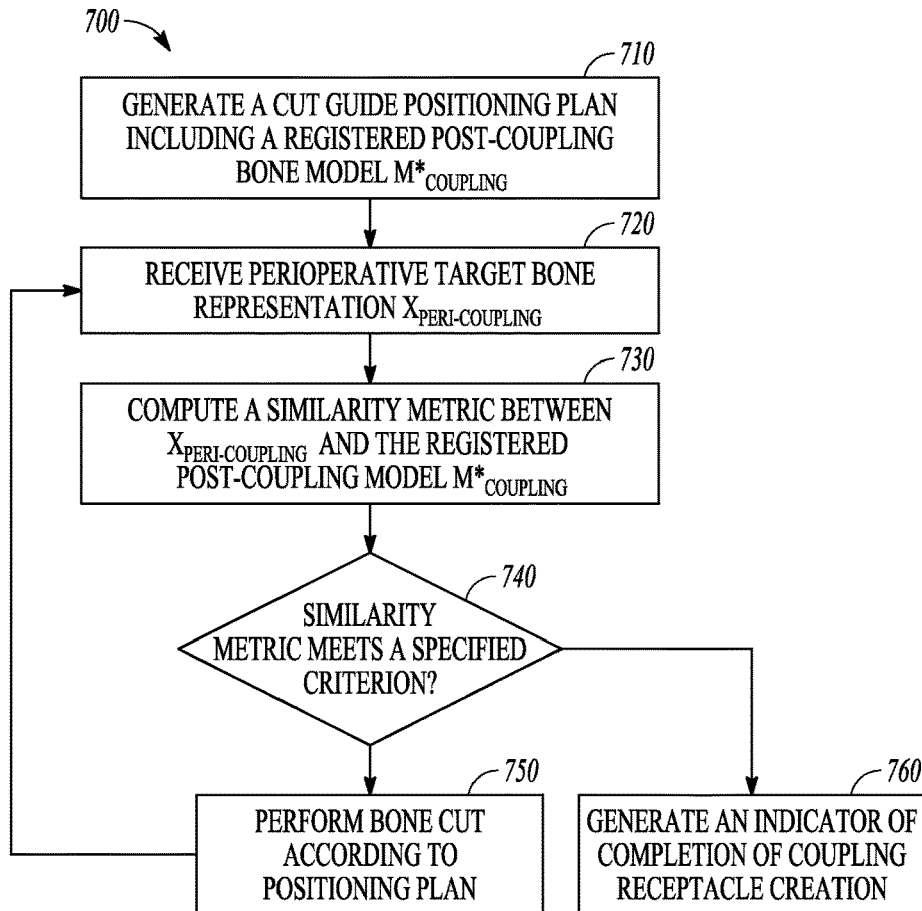 700
710
GENERATE A CUT GUIDE POSITIONING PLAN
INCLUDING A REGISTERED POST-COUPLING
BONE MODEL M*COUPLING
720
RECEIVE PERIOPERATIVE TARGET BONE
REPRESENTATION XPERI-COUPLING
730
COMPUTE A SIMILARITY METRIC BETWEEN
XPERI-COUPLING AND THE REGISTERED
POST-COUPLING MODEL M*COUPLING
740
SIMILARITY
METRIC MEETS A SPECIFIED
CRITERION?
750
PERFORM BONE CUT
ACCORDING TO
POSITIONING PLAN
760
GENERATE AN INDICATOR OF
COMPLETION OF COUPLING
RECEPTACLE CREATION